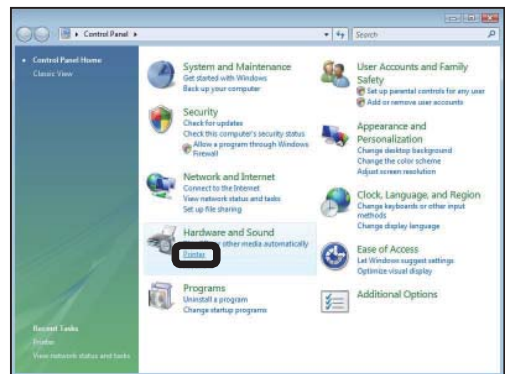 Control Panel
Search
Control Panel Home
Classic View
System and Maintenance
Get started with Windows
Back up your computer
Security
Check for updates
Check this computer's security status
Allow a program through Windows
Firewall
Network and Internet
Connect to the Internet
View network status and tasks
Set up file sharing
Hardware and Sound
or other media automatically
Printer
Programs
Uninstall a program
Change startup programs
User Accounts and Family
Safety
Set up parental controls for any user
Add or remove user accounts
Appearance and
Personalization
Change desktop background
Change the color scheme
Adjust screen resolution
Clock, Language, and Region
Change keyboards or other input
methods
Change display language
Ease of Access
Let Windows suggest settings
Optimize visual display
Additional Options
Recent Tasks
Printer
View network status and tasks